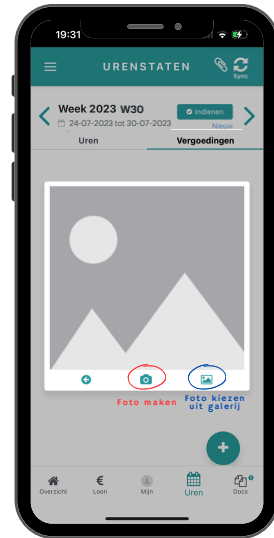 19:31
URENSTATEN
Sync
Week 2023 W30
Indienen
24-07-2023 tot 30-07-2023
Nieuw
Uren
Vergoedingen
Foto maken
Foto kiezen
uit galerij
+
Overzicht
€
Loon
Mijn
Uren
Docs